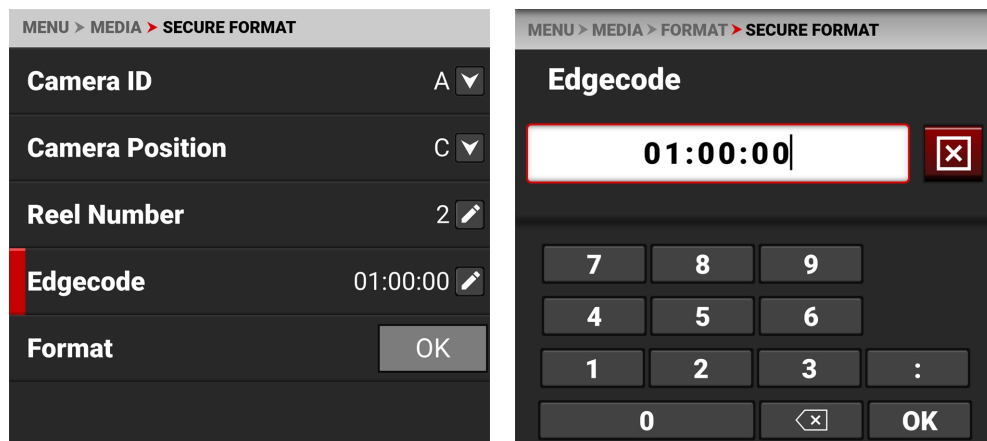 MENU > MEDIA > SECURE FORMAT
Camera ID A
Camera Position C
Reel Number 2
Edgecode 01:00:00
Format OK
MENU > MEDIA > FORMAT > SECURE FORMAT
Edgecode
01:00:00
7 8 9
4 5 6
1 2 3 :
0 OK